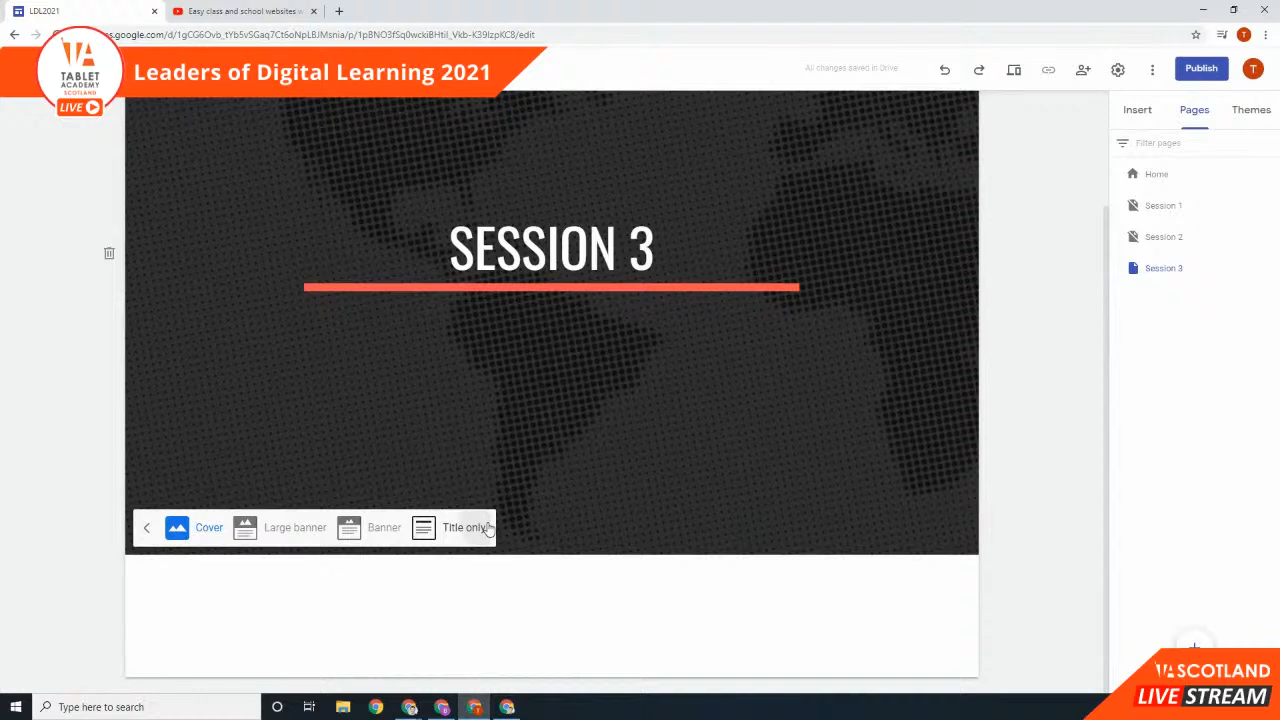 LDL2021
Easy class and school websites w
s.google.com/d/1gCG6Ovb_tYb5vSGaq7Ct6oNpLBJMsnia/p/1pBNO3fSq0wckiBHtiI_Vkb-K39IzpKC8/edit
TABLET
ACADEMY
SCOTLAND
LIVE
Leaders of Digital Learning 2021
All changes saved in Drive
Publish
T
Insert
Pages
Themes
Filter pages
Home
Session 1
Session 2
Session 3
SESSION 3
Cover
Large banner
Banner
Title only
SCOTLAND
LIVE STREAM
Type here to search